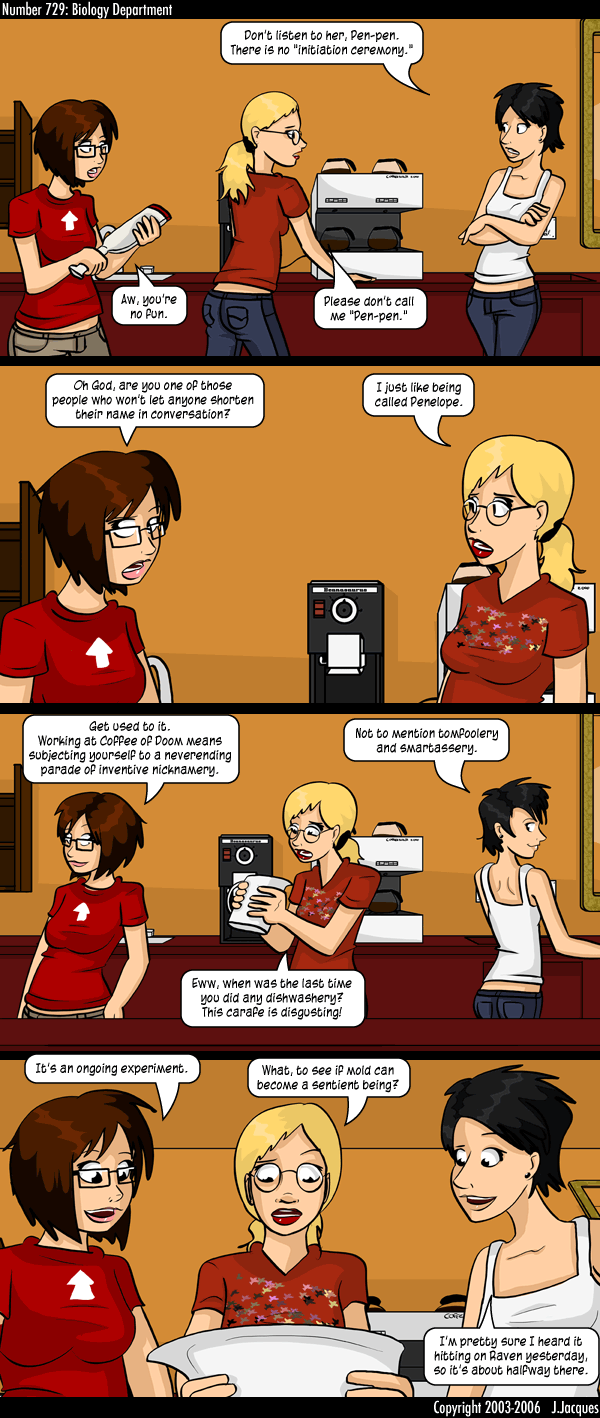 Number 729: Biology Department
Don't listen to her, Pen-pen.
There is no "initiation ceremony."
Aw, you're
no fun.
Please don't call
me "Pen-pen."
Oh God, are you one of those
people who won't let anyone shorten
their name in conversation?
I just like being
called Penelope.
Beanasaurus
Get used to it.
Working at Coffee of Doom means
subjecting yourself to a neverending
parade of inventive nicknamery.
Not to mention tomfoolery
and smartassery.
Eww, when was the last time
you did any dishwashery?
This carafe is disgusting!
It's an ongoing experiment.
What, to see if mold can
become a sentient being?
I'm pretty sure I heard it
hitting on Raven yesterday,
so it's about halfway there.
Copyright 2003-2006 J.Jacques